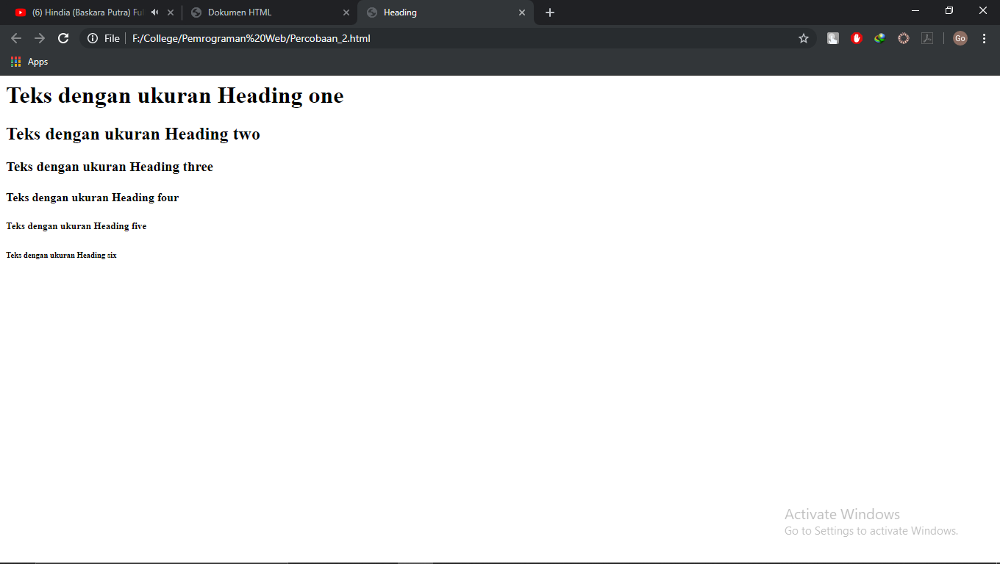 (6) Hindia (Baskara Putra) Ful
Dokumen HTML
Heading
File
F:/College/Pemrograman%20Web/Percobaan_2.html
Go
Apps
Teks dengan ukuran Heading one
Teks dengan ukuran Heading two
Teks dengan ukuran Heading three
Teks dengan ukuran Heading four
Teks dengan ukuran Heading five
Teks dengan ukuran Heading six
Activate Windows
Go to Settings to activate Windows.